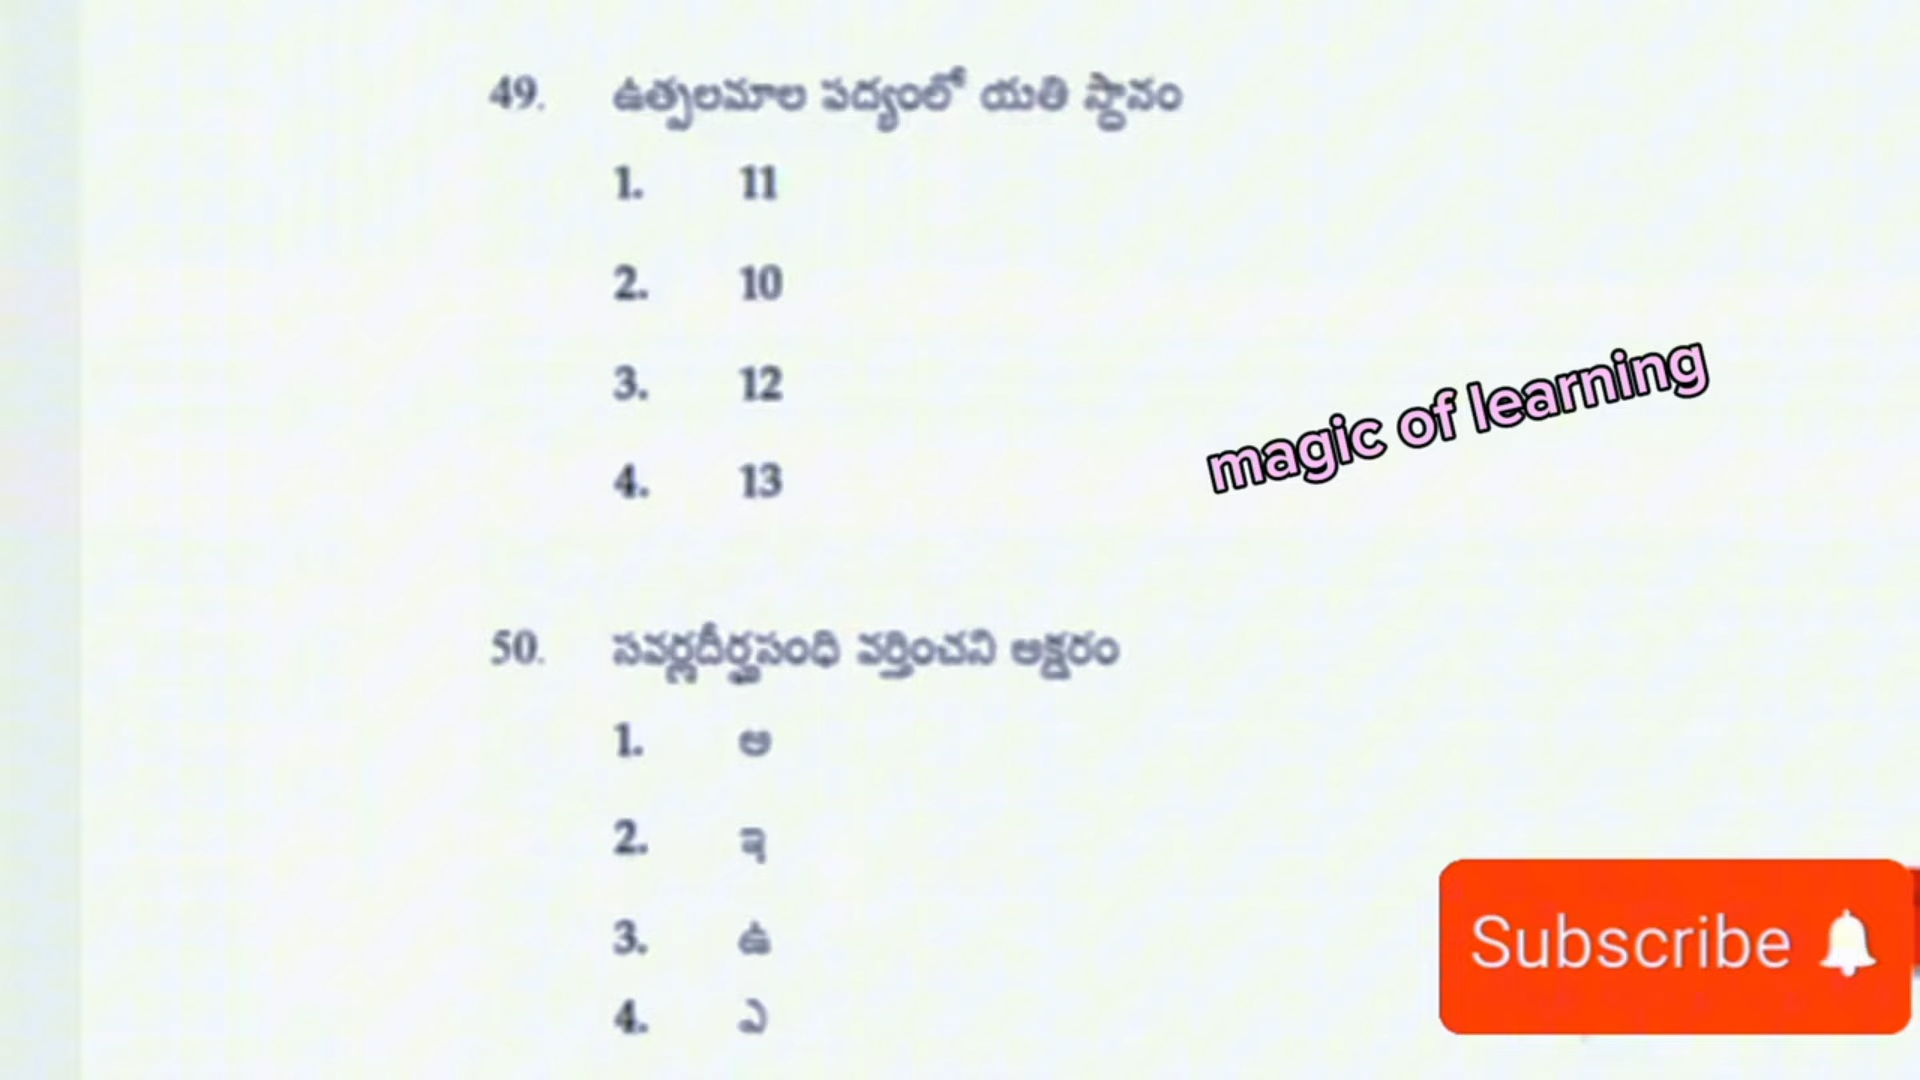 49. ఉత్పలమాల పద్యంలో యతి స్థానం
1. 11
2. 10
3. 12
4. 13
magic of learning
50. సవర్ణదీర్ఘసంధి వర్తించని అక్షరం
1. అ
2. ఇ
3. ఉ
4. ఎ
Subscribe